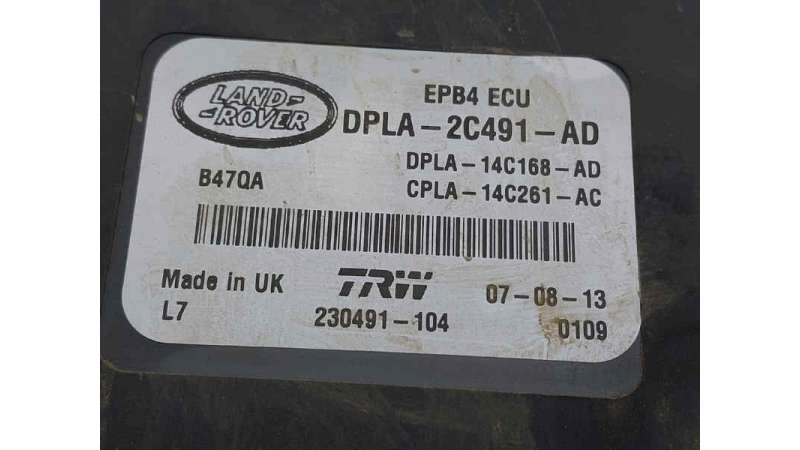 LAND-
-ROVER
EPB4 ECU
DPLA-2C491-AD
DPLA-14C168-AD
B47QA
CPLA-14C261-AC
Made in UK
TRW
07-08-13
L7
230491-104
0109